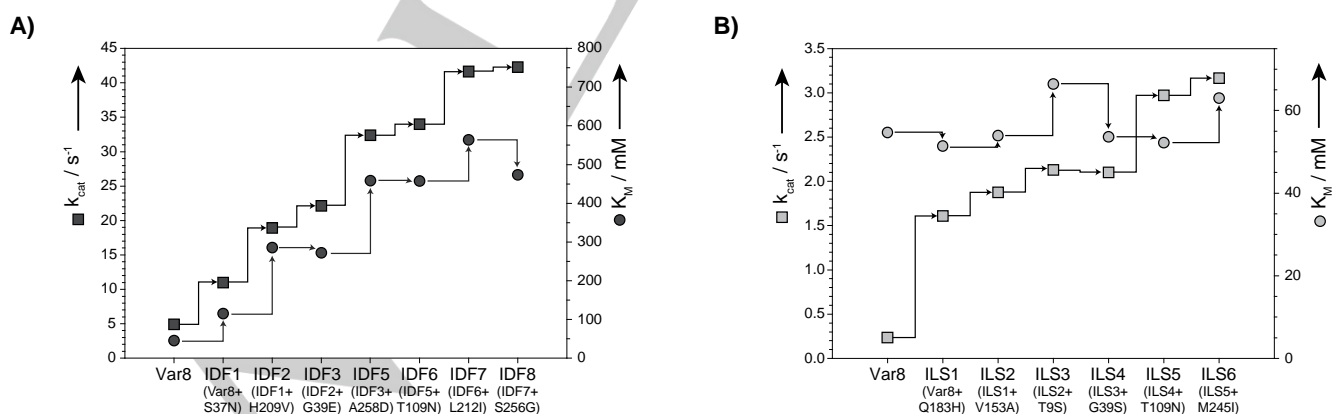 A)
k_cat / s⁻¹
45
40
35
30
25
20
15
10
5
0
800
700
600
500
400
300
200
100
0
K_M / mM
Var8 IDF1 IDF2 IDF3 IDF5 IDF6 IDF7 IDF8
(Var8+ (IDF1+ (IDF2+ (IDF3+ (IDF5+ (IDF6+ (IDF7+
S37N) H209V) G39E) A258D) T109N) L212I) S256G)
B)
k_cat / s⁻¹
3.5
3.0
2.5
2.0
1.5
1.0
0.5
0.0
60
40
20
0
K_M / mM
Var8 ILS1 ILS2 ILS3 ILS4 ILS5 ILS6
(Var8+ (ILS1+ (ILS2+ (ILS3+ (ILS4+ (ILS5+
Q183H) V153A) T9S) G39S) T109N) M245I)